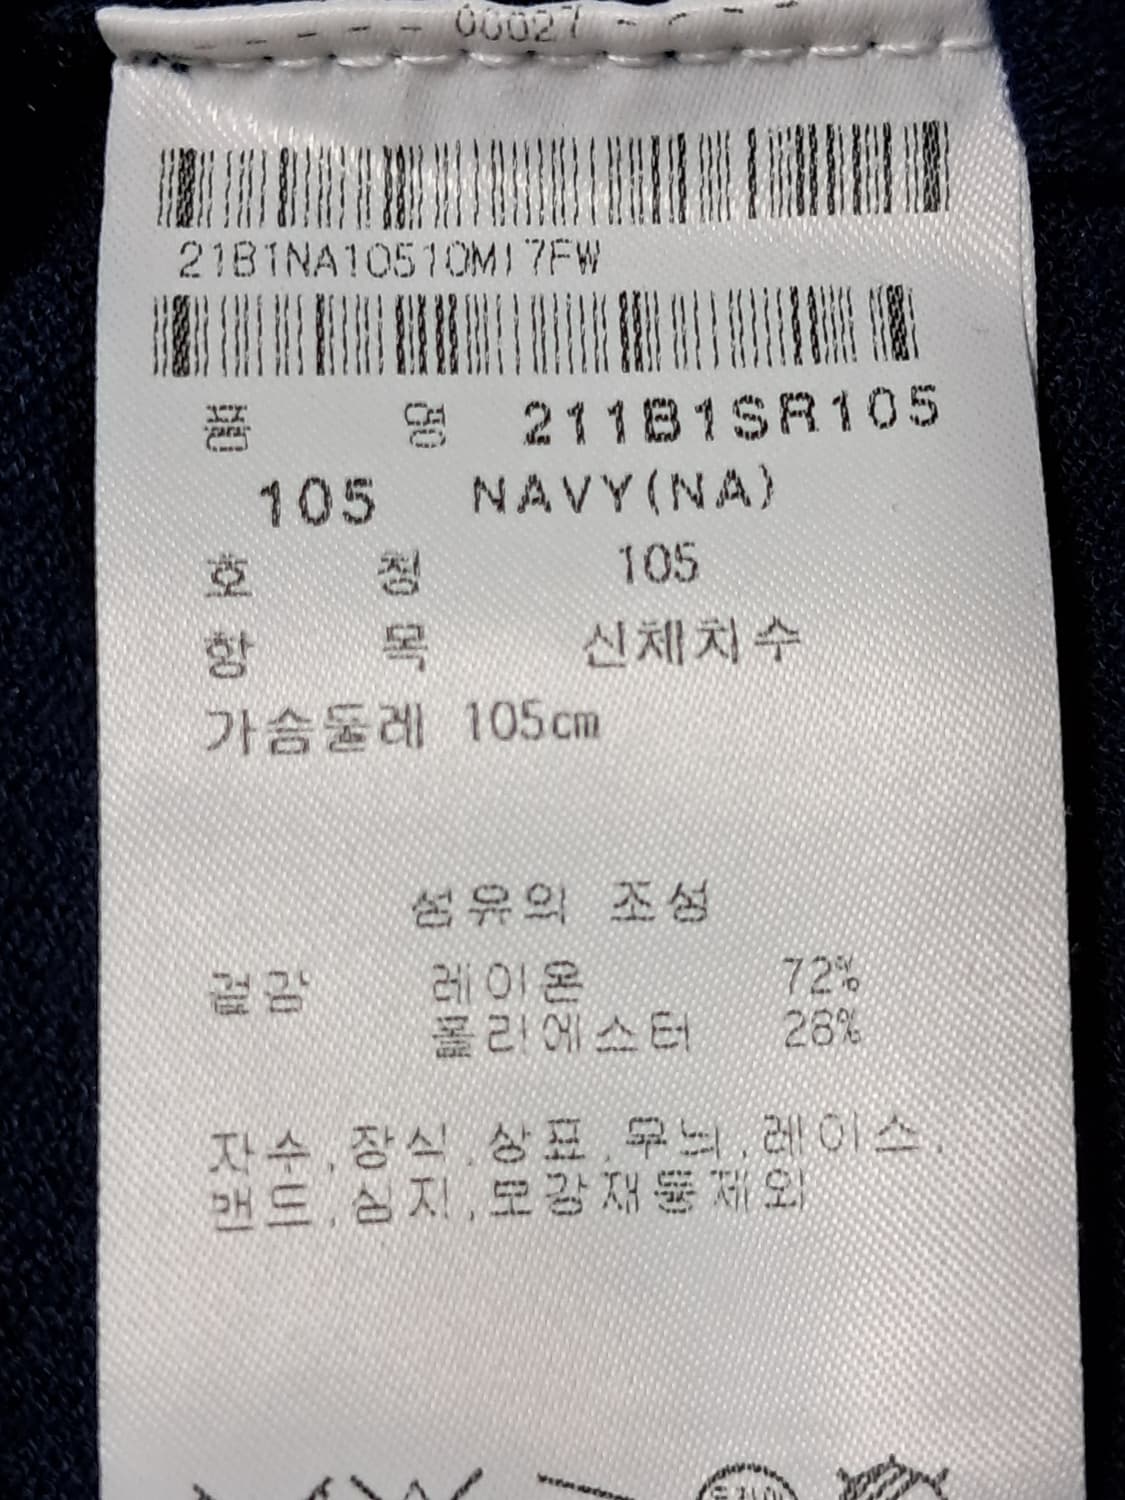 00027
21B1NA10510MI7FW
품 명 211B1SR105
105 NAVY(NA)
호 칭 105
항 목 신체치수
가슴둘레 105cm
섬유의 조성
겉감 레이온 72%
폴리에스터 28%
자수,장식,상표,무늬,레이스
밴드,심지,보강재등제외